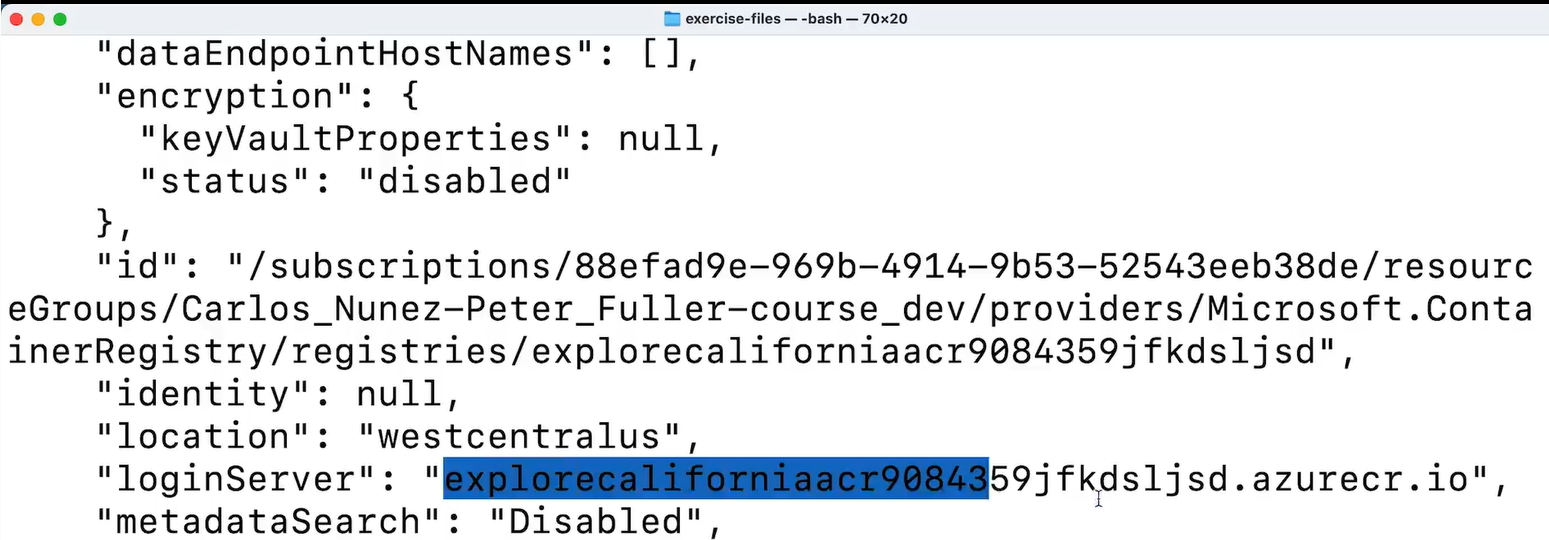 exercise-files — -bash — 70×20
"dataEndpointHostNames": [],
"encryption": {
"keyVaultProperties": null,
"status": "disabled"
},
"id": "/subscriptions/88efad9e-969b-4914-9b53-52543eeb38de/resourc
eGroups/Carlos_Nunez-Peter_Fuller-course_dev/providers/Microsoft.Conta
inerRegistry/registries/explorecaliforniaacr9084359jfkdsljsd",
"identity": null,
"location": "westcentralus",
"loginServer": "explorecaliforniaacr9084359jfkdsljsd.azurecr.io",
"metadataSearch": "Disabled",